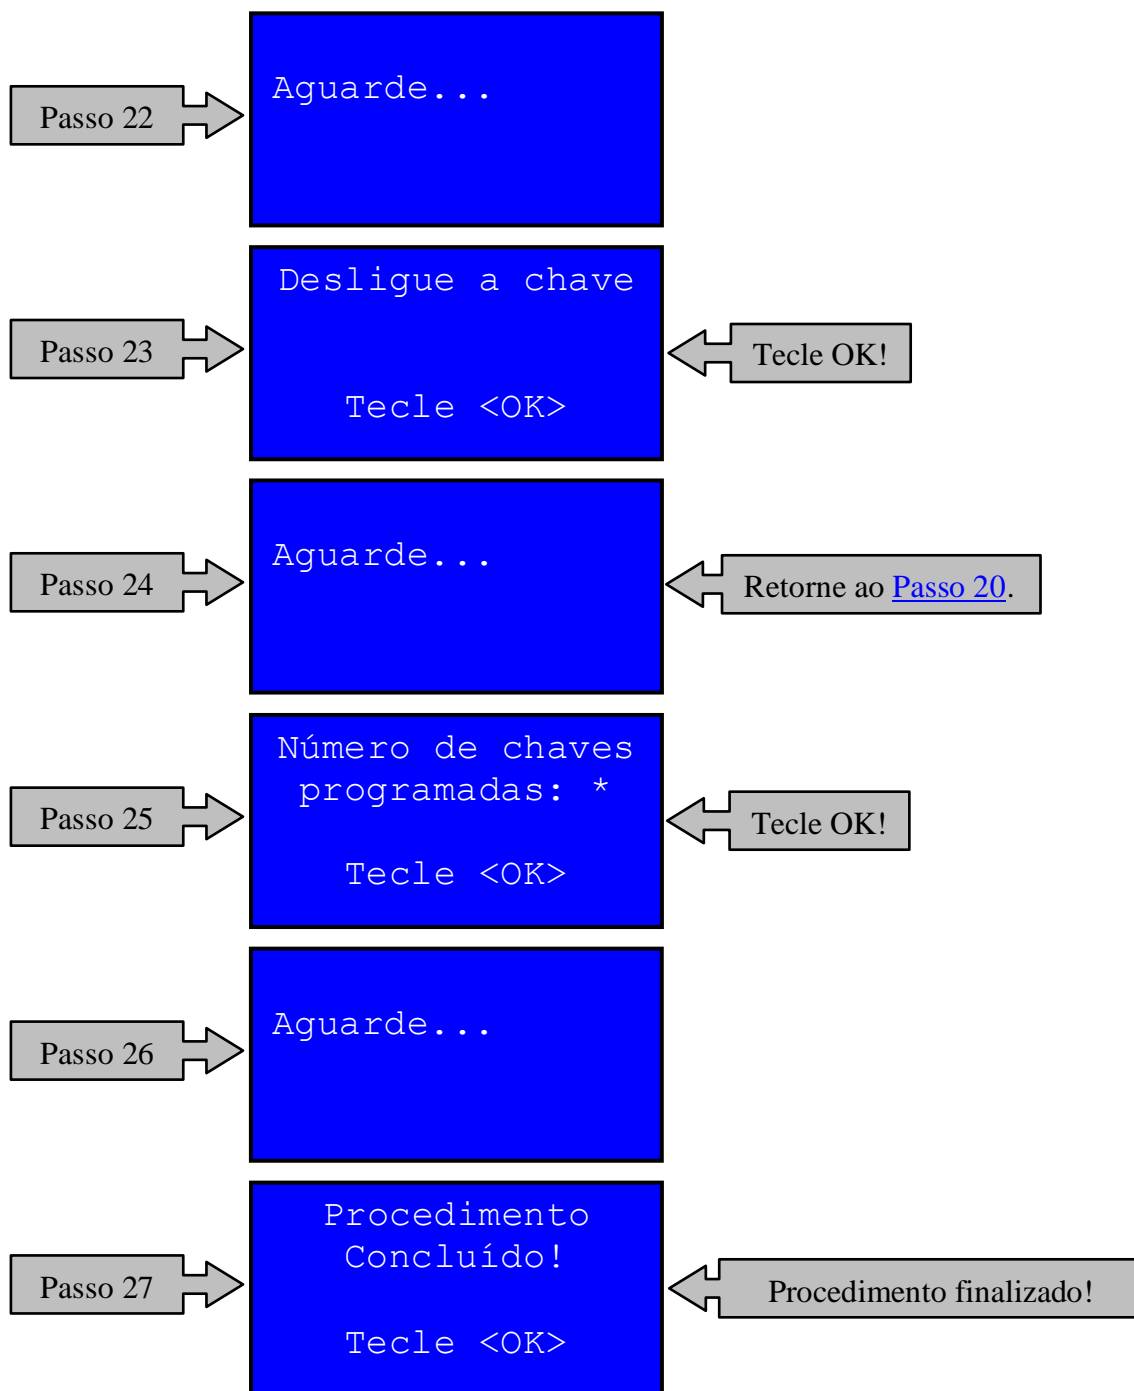 Passo 22
Aguarde...
Passo 23
Desligue a chave
Tecle <OK>
Tecle OK!
Passo 24
Aguarde...
Retorne ao Passo 20.
Passo 25
Número de chaves
programadas: *
Tecle <OK>
Tecle OK!
Passo 26
Aguarde...
Passo 27
Procedimento
Concluído!
Tecle <OK>
Procedimento finalizado!